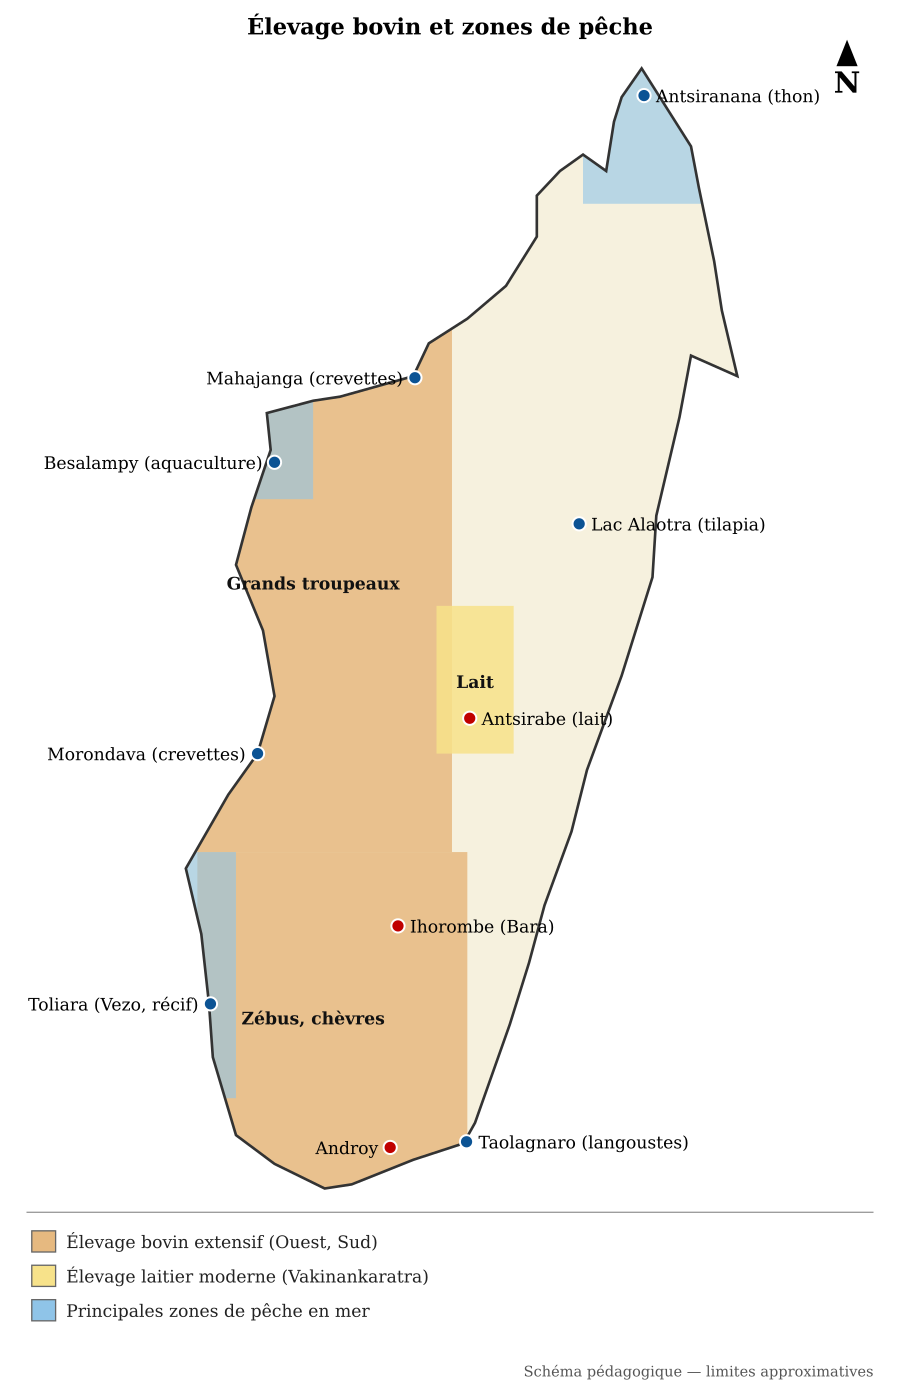 Élevage bovin et zones de pêche
N
Antsiranana (thon)
Mahajanga (crevettes)
Besalampy (aquaculture)
Lac Alaotra (tilapia)
Grands troupeaux
Lait
Antsirabe (lait)
Morondava (crevettes)
Ihorombe (Bara)
Toliara (Vezo, récif)
Zébus, chèvres
Androy
Taolagnaro (langoustes)
Élevage bovin extensif (Ouest, Sud)
Élevage laitier moderne (Vakinankaratra)
Principales zones de pêche en mer
Schéma pédagogique — limites approximatives